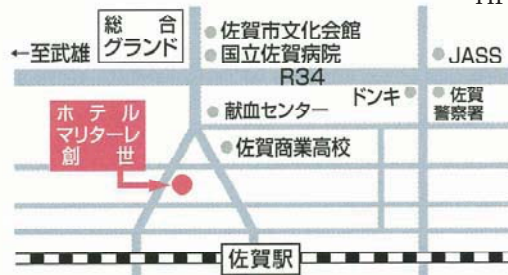 総合
グランド
佐賀市文化会館
国立佐賀病院
←至武雄
JASS
R34
ドンキ
佐賀
警察署
献血センター
ホテル
マリターレ
創世
佐賀商業高校
佐賀駅